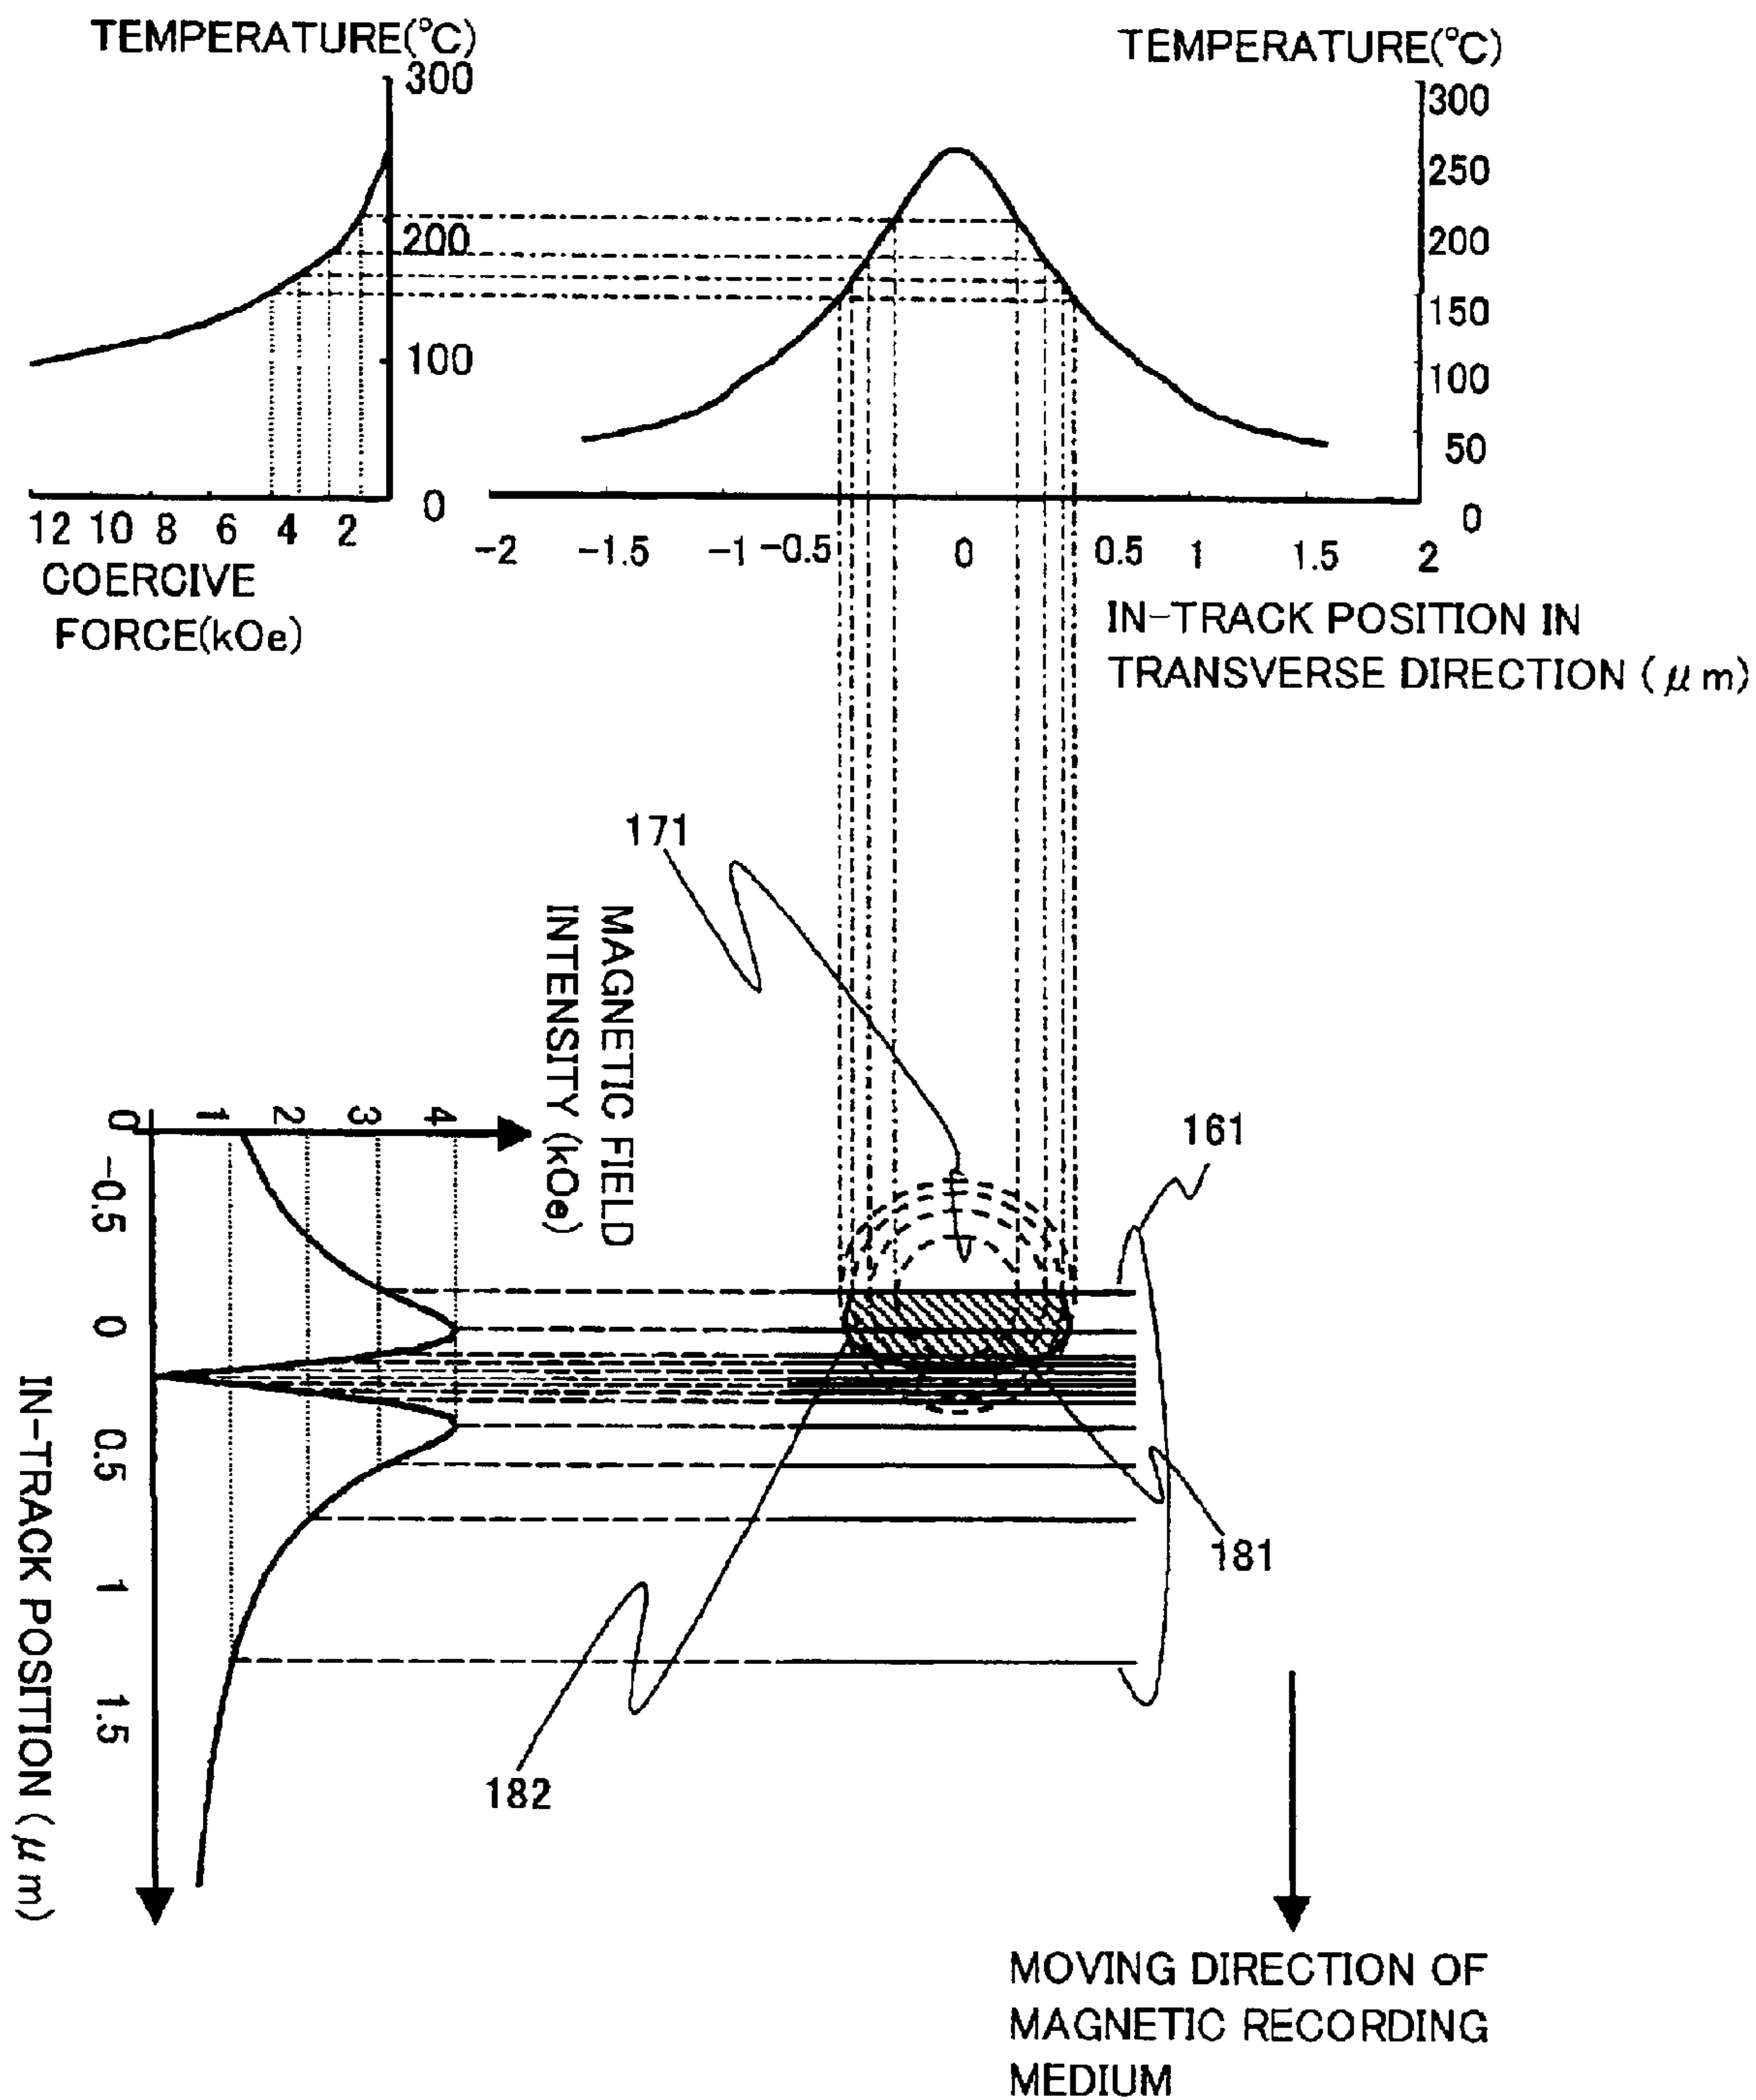 TEMPERATURE(°C)
300
200
100
0
12 10 8 6 4 2
COERCIVE
FORCE(kOe)
TEMPERATURE(°C)
300
250
200
150
100
50
0
-2 -1.5 -1 -0.5 0 0.5 1 1.5 2
IN-TRACK POSITION IN
TRANSVERSE DIRECTION (μm)
171
MAGNETIC FIELD
INTENSITY (kOe)
0 1 2 3 4
161
-0.5 0 0.5 1 1.5
IN-TRACK POSITION (μm)
181
182
MOVING DIRECTION OF
MAGNETIC RECORDING
MEDIUM